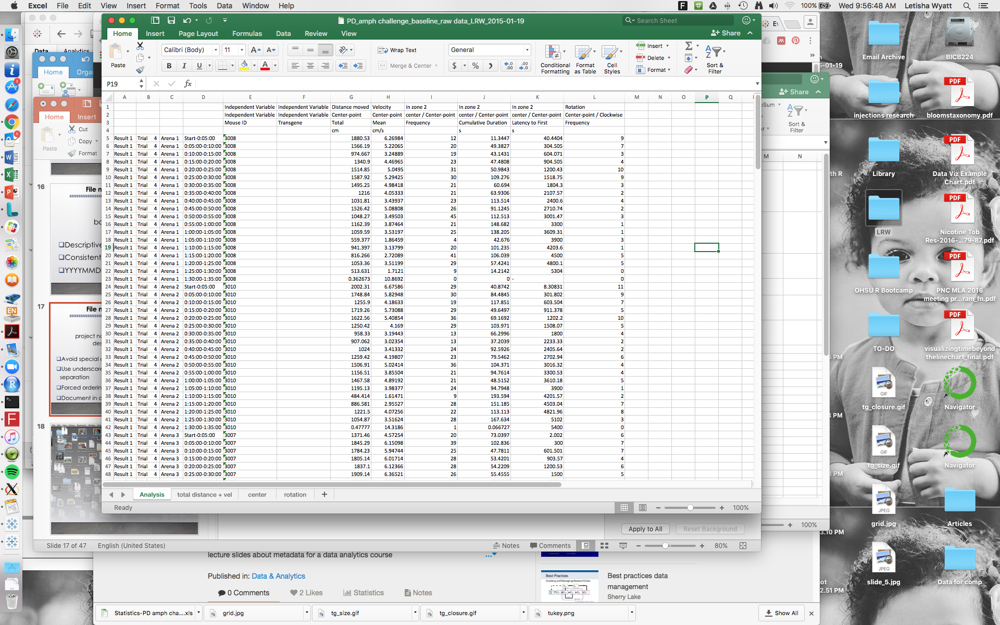 Excel File Edit View Insert Format Tools Data Window Help
100% Wed 9:56:48 AM Letisha Wyatt
PD_amph challenge_baseline_raw data_LRW_2015-01-19
Search Sheet
Home Insert Page Layout Formulas Data Review View
Share
Paste
Calibri (Body) 11
Wrap Text
General
Merge & Center
Conditional Formatting
Format as Table
Cell Styles
Insert
Delete
Format
Sort & Filter
P19
fx
A B C D E F G H I J K L M N O P Q
1 Independent Variable Independent Variable Distance moved Velocity In zone 2 In zone 2 In zone 2 Rotation
2 Independent Variable Independent Variable Center-point Center-point center / Center-point center / Center-point center / Center-point Center-point / Clockwise
3 Mouse ID Transgene Total Mean Frequency Cumulative Duration Latency to First Frequency
4 cm cm/s s s
5 Result 1 Trial 4 Arena 1 Start-0:05:00 3008 1880.53 6.26984 12 11.3447 40.4404 9
6 Result 1 Trial 4 Arena 1 0:05:00-0:10:00 3008 1566.19 5.22065 20 49.3827 304.505 7
7 Result 1 Trial 4 Arena 1 0:10:00-0:15:00 3008 974.667 3.24889 19 43.1431 604.071 3
8 Result 1 Trial 4 Arena 1 0:15:00-0:20:00 3008 1340.9 4.46965 23 47.4808 904.505 4
9 Result 1 Trial 4 Arena 1 0:20:00-0:25:00 3008 1514.85 5.0495 31 50.9843 1200.43 10
10 Result 1 Trial 4 Arena 1 0:25:00-0:30:00 3008 1587.92 5.29425 30 109.276 1518.75 9
11 Result 1 Trial 4 Arena 1 0:30:00-0:35:00 3008 1495.25 4.98418 21 60.694 1804.3 3
12 Result 1 Trial 4 Arena 1 0:35:00-0:40:00 3008 1216 4.05333 21 63.9306 2107.57 2
13 Result 1 Trial 4 Arena 1 0:40:00-0:45:00 3008 1031.81 3.43937 23 113.514 2400.6 4
14 Result 1 Trial 4 Arena 1 0:45:00-0:50:00 3008 1526.42 5.08808 26 91.1245 2710.74 2
15 Result 1 Trial 4 Arena 1 0:50:00-0:55:00 3008 1048.27 3.49503 45 112.513 3001.47 3
16 Result 1 Trial 4 Arena 1 0:55:00-1:00:00 3008 1162.39 3.87464 21 148.682 3300 1
17 Result 1 Trial 4 Arena 1 1:00:00-1:05:00 3008 1059.59 3.53197 25 138.205 3609.31 1
18 Result 1 Trial 4 Arena 1 1:05:00-1:10:00 3008 559.377 1.86459 4 42.676 3900 3
19 Result 1 Trial 4 Arena 1 1:10:00-1:15:00 3008 941.397 3.13799 20 101.235 4203.6 1
20 Result 1 Trial 4 Arena 1 1:15:00-1:20:00 3008 816.266 2.72089 41 106.039 4500 5
21 Result 1 Trial 4 Arena 1 1:20:00-1:25:00 3008 1053.36 3.51199 29 57.4241 4800.1 5
22 Result 1 Trial 4 Arena 1 1:25:00-1:30:00 3008 513.631 1.7121 9 14.2142 5304 0
23 Result 1 Trial 4 Arena 1 1:30:00-1:35:00 3008 0.362673 10.8692 0 0 - 0
24 Result 1 Trial 4 Arena 2 Start-0:05:00 3010 2002.31 6.67586 29 40.8742 8.30831 11
25 Result 1 Trial 4 Arena 2 0:05:00-0:10:00 3010 1748.84 5.82948 30 84.4845 301.802 9
26 Result 1 Trial 4 Arena 2 0:10:00-0:15:00 3010 1255.9 4.18633 19 117.851 603.504 7
27 Result 1 Trial 4 Arena 2 0:15:00-0:20:00 3010 1719.26 5.73088 29 49.6497 911.378 5
28 Result 1 Trial 4 Arena 2 0:20:00-0:25:00 3010 1622.56 5.40854 36 69.1692 1202.2 10
29 Result 1 Trial 4 Arena 2 0:25:00-0:30:00 3010 1250.42 4.169 29 103.971 1508.07 5
30 Result 1 Trial 4 Arena 2 0:30:00-0:35:00 3010 958.33 3.19443 13 66.2996 1800 4
31 Result 1 Trial 4 Arena 2 0:35:00-0:40:00 3010 907.062 3.02354 13 37.2039 2233.33 2
32 Result 1 Trial 4 Arena 2 0:40:00-0:45:00 3010 1024 3.41332 24 92.5926 2405.64 2
33 Result 1 Trial 4 Arena 2 0:45:00-0:50:00 3010 1259.42 4.19807 23 79.5462 2702.94 6
34 Result 1 Trial 4 Arena 2 0:50:00-0:55:00 3010 1506.91 5.02414 36 104.371 3016.32 4
35 Result 1 Trial 4 Arena 2 0:55:00-1:00:00 3010 1156.51 3.85504 21 94.7614 3300.53 4
36 Result 1 Trial 4 Arena 2 1:00:00-1:05:00 3010 1467.58 4.89192 21 48.5152 3610.18 5
37 Result 1 Trial 4 Arena 2 1:05:00-1:10:00 3010 1195.13 3.98377 24 94.7948 3900 1
38 Result 1 Trial 4 Arena 2 1:10:00-1:15:00 3010 484.414 1.61471 9 193.594 4201.57 2
39 Result 1 Trial 4 Arena 2 1:15:00-1:20:00 3010 886.581 2.95527 28 151.185 4503.04 7
40 Result 1 Trial 4 Arena 2 1:20:00-1:25:00 3010 1221.5 4.07256 22 113.113 4821.96 8
41 Result 1 Trial 4 Arena 2 1:25:00-1:30:00 3010 1054.87 3.51624 28 167.634 5102 3
42 Result 1 Trial 4 Arena 2 1:30:00-1:35:00 3010 0.47777 14.3186 1 0.066727 5400 0
43 Result 1 Trial 4 Arena 3 Start-0:05:00 3007 1371.46 4.57254 20 73.0397 2.002 6
44 Result 1 Trial 4 Arena 3 0:05:00-0:10:00 3007 1845.29 6.15098 39 102.836 300 7
45 Result 1 Trial 4 Arena 3 0:10:00-0:15:00 3007 1784.23 5.94744 25 47.7811 601.501 7
46 Result 1 Trial 4 Arena 3 0:15:00-0:20:00 3007 1805.14 6.01714 28 53.4201 903.57 4
47 Result 1 Trial 4 Arena 3 0:20:00-0:25:00 3007 1837.1 6.12366 28 54.2209 1200.53 6
48 Result 1 Trial 4 Arena 3 0:25:00-0:30:00 3007 1909.14 6.36521 26 55.4555 1500 5
Analysis total distance + vel center rotation +
Ready
100%
Data Analytics
Home Orga
Home Insert
Paste
Cut
Copy
Format
16
File n
Descriptive
Consistent
YYYYMMD
17
File n
project n
des
Avoid special
Use underscore
separation
Forced orderin
Document in
18
Slide 17 of 47 English (United States)
Notes Comments
80%
Apply to All Reset Background
Share
Sort & Filter
M N
100%
lecture slides about metadata for a data analytics course
Published in: Data & Analytics
0 Comments 2 Likes Statistics Notes
Best Practices
Creating and Managing Research Data
Best practices data
management
Sherry Lake
Statistics-PD amph cha....xls
grid.jpg
tg_size.gif
tg_closure.gif
tukey.png
Show All
Email Archive
BICB224
5-01-19
injections research
PDF
bloomstaxonomy.pdf
Library
PDF
Data Viz Example
Chart.pdf
th R
LRW
PDF
Nicotine Tob
Res-2016-...79-87.pdf
OHSU R Bootcamp
PDF
PNC MLA 2016
meeting pr...ram_fn.pdf
TO-DO
PDF
visualizingtimebeyond
thelinechart_final.pdf
PM
GIF
tg_closure.gif
Navigator
PM
GIF
tg_size.gif
Navigator
PM
JPEG
grid.jpg
Articles
3.10 PM
JPEG
slide_5.jpg
Data for comp
2.51 PM